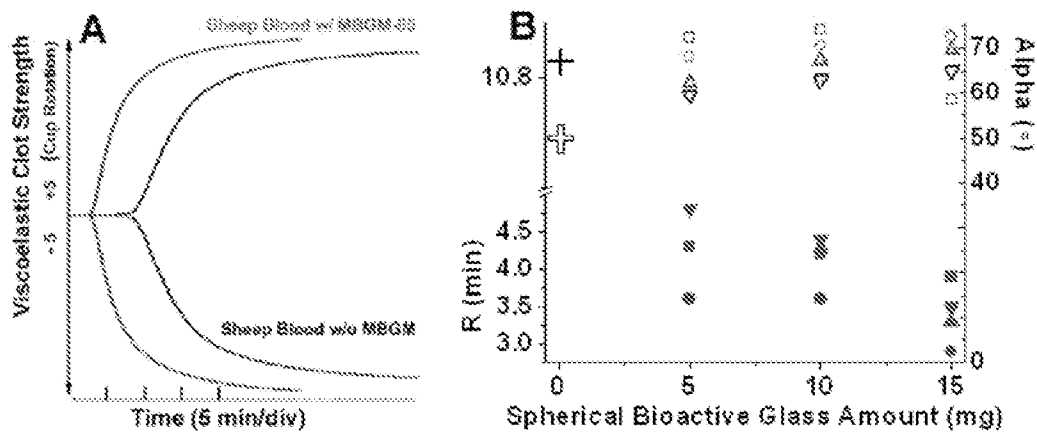 A
Sheep Blood w/ MBGM-80
Viscoelastic Clot Strength
(Cup Rotation)
+5
+5
Sheep Blood w/o MBGM
Time (5 min/div)
B
10.8
4.5
4.0
3.5
3.0
R (min)
70
60
50
40
0
Alpha (°)
0 5 10 15
Spherical Bioactive Glass Amount (mg)